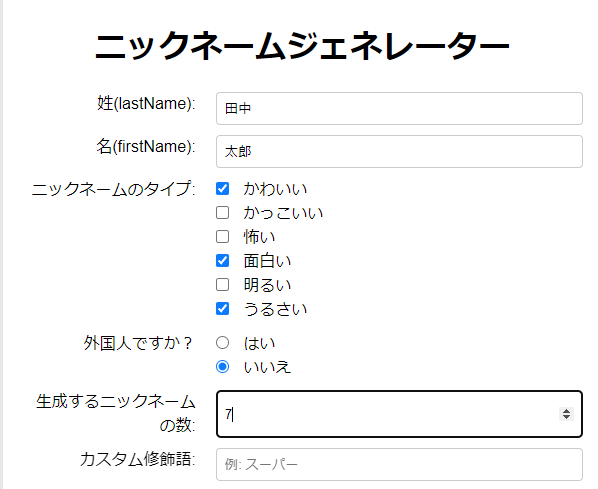 ニックネームジェネレーター
姓(lastName): 田中
名(firstName): 太郎
ニックネームのタイプ: かわいい
かっこいい
怖い
面白い
明るい
うるさい
外国人ですか？ はい
いいえ
生成するニックネーム
の数: 7
カスタム修飾語: 例: スーパー